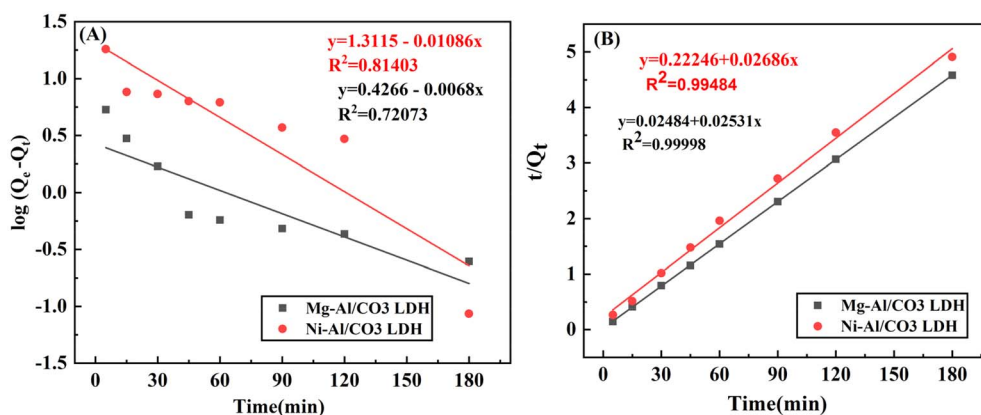 (A)
y=1.3115 - 0.01086x
R²=0.81403
y=0.4266 - 0.0068x
R²=0.72073
1.5
1.0
0.5
0.0
-0.5
-1.0
-1.5
log (Qₑ -Qₜ)
Mg-Al/CO3 LDH
Ni-Al/CO3 LDH
0 30 60 90 120 150 180
Time(min)
(B)
y=0.22246+0.02686x
R²=0.99484
y=0.02484+0.02531x
R²=0.99998
5
4
3
2
1
0
t/Qₜ
Mg-Al/CO3 LDH
Ni-Al/CO3 LDH
0 30 60 90 120 150 180
Time(min)